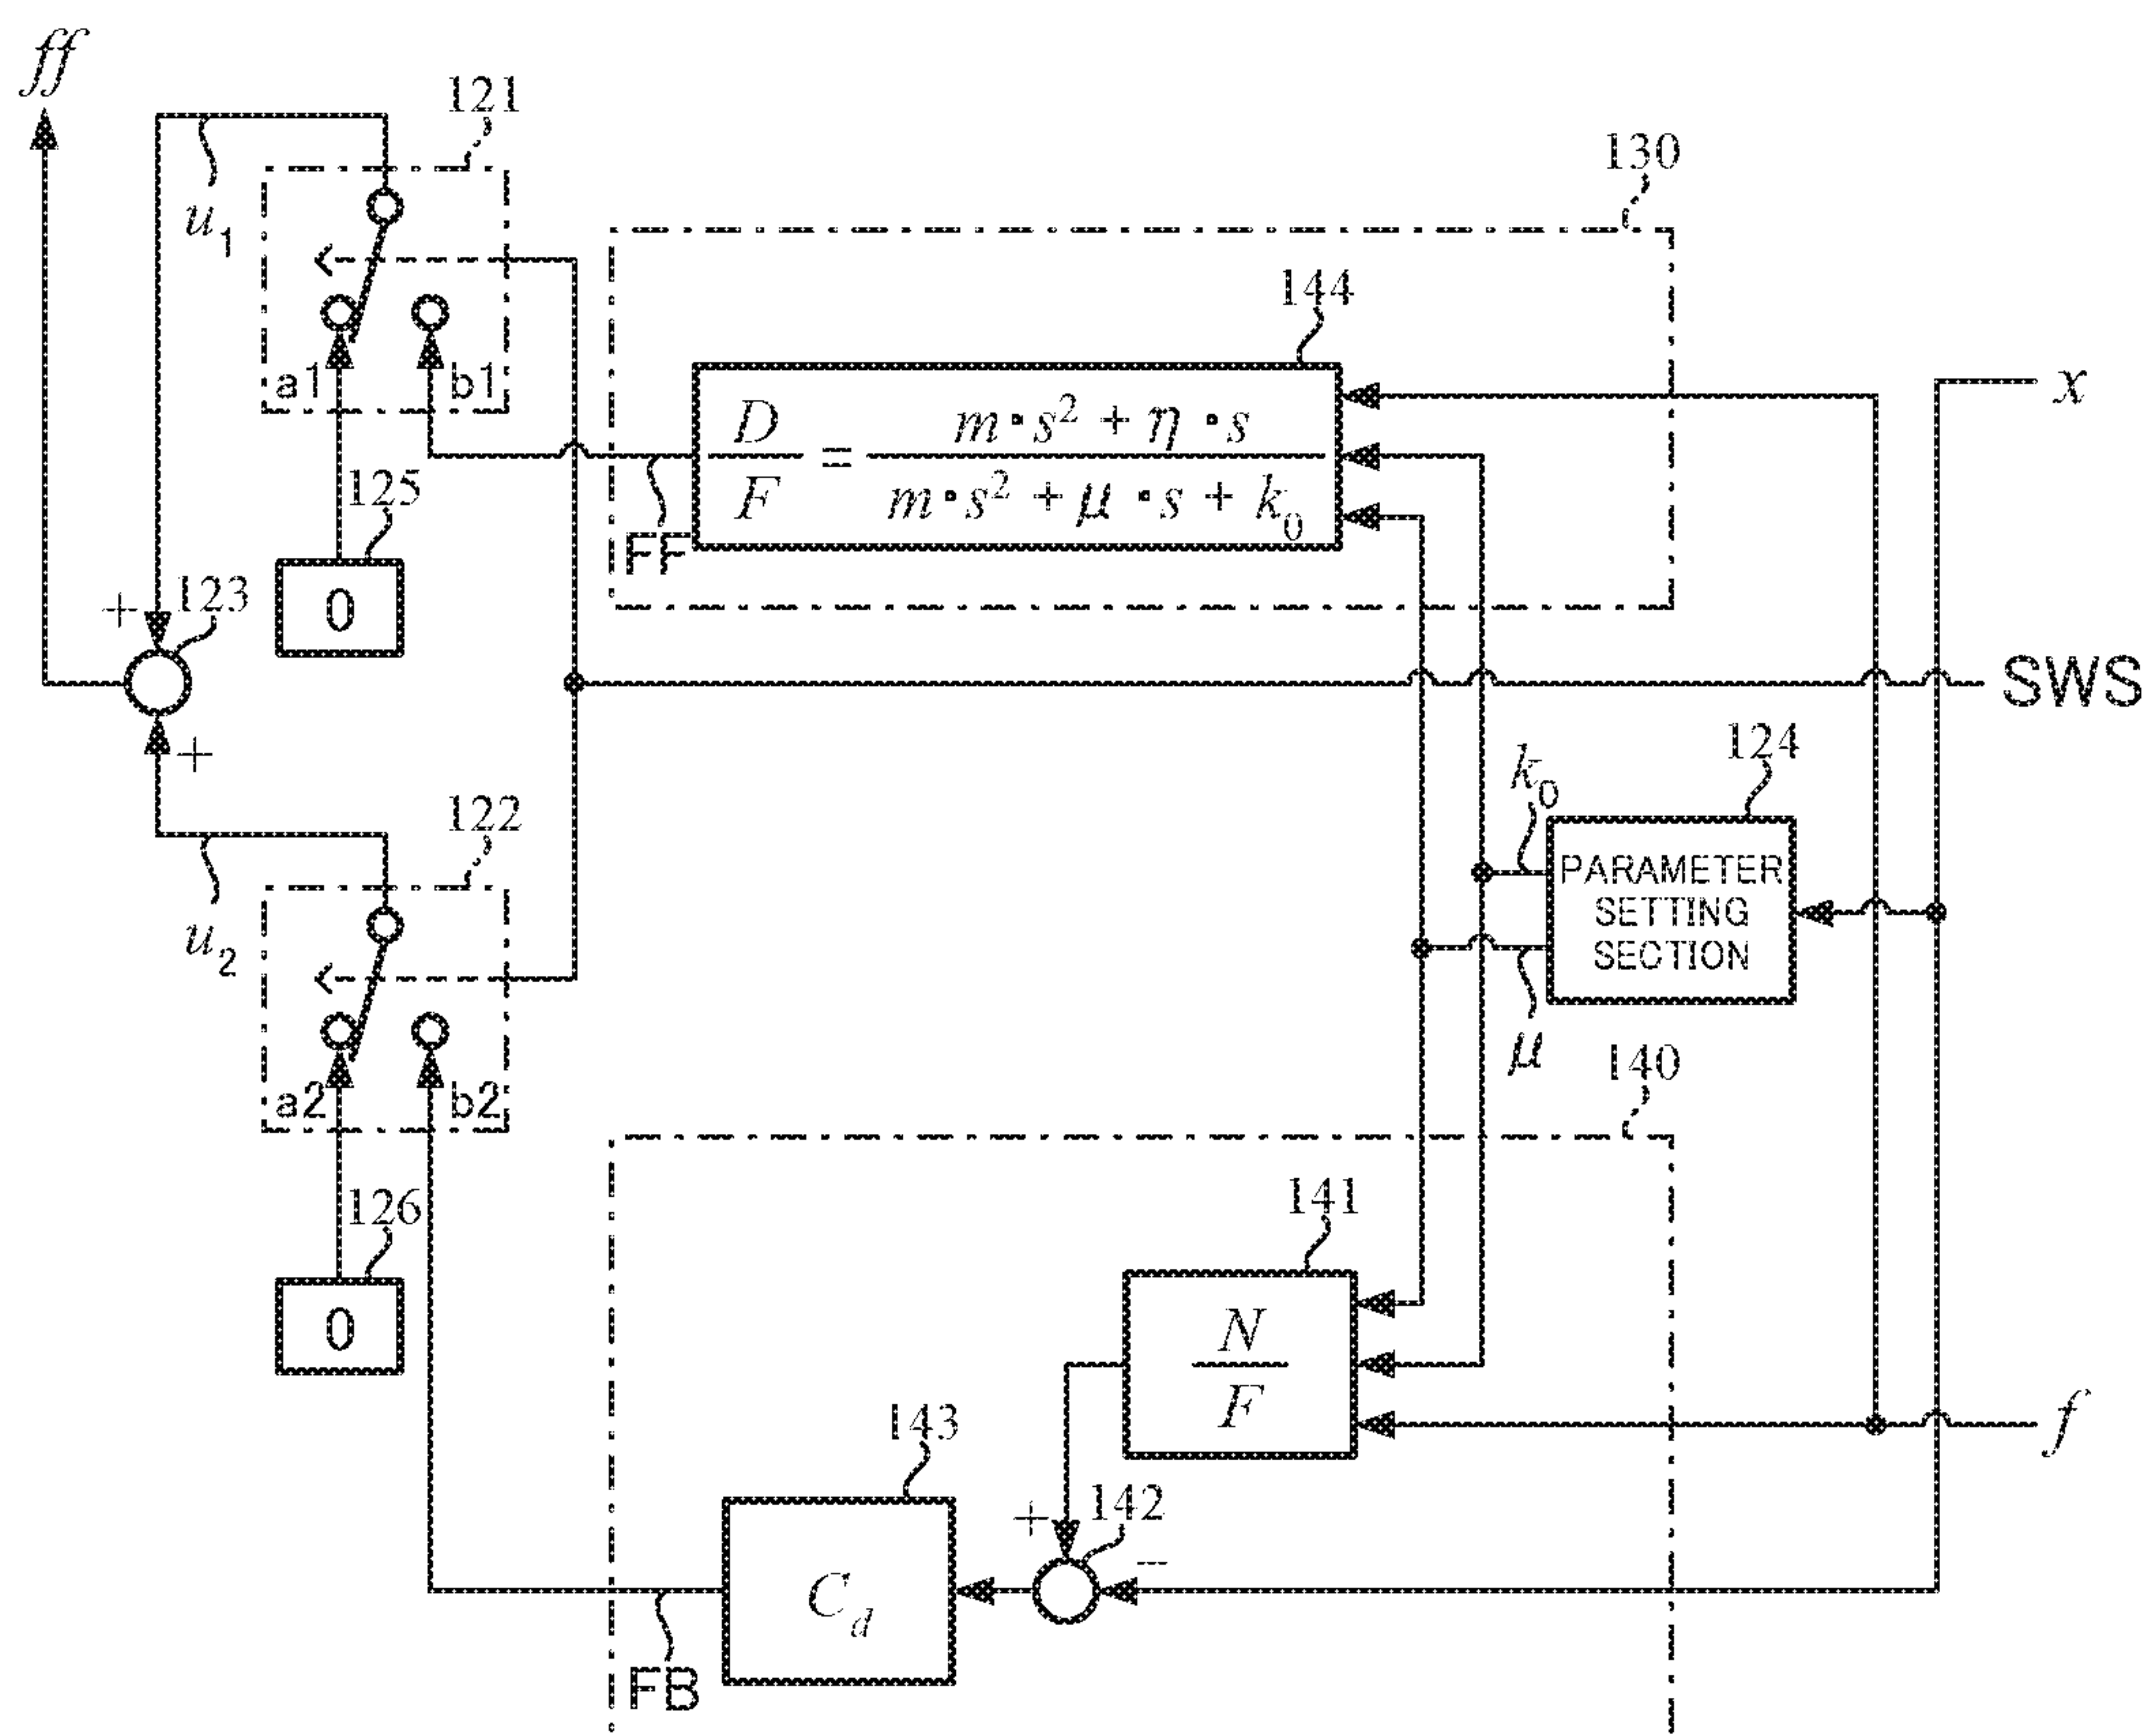 ff
121
130
u₁
144
a1
b1
x
D/F = (m·s² + η·s)/(m·s² + μ·s + k₀)
125
FF
+
123
0
SWS
+
124
k₀
122
PARAMETER
SETTING
SECTION
u₂
μ
140
a2
b2
126
141
0
N/F
143
f
+
142
−
C_d
FB